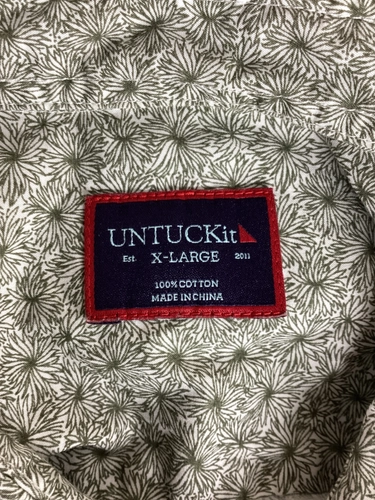 UNTUCKit
Est. X-LARGE 2011
100% COTTON
MADE IN CHINA